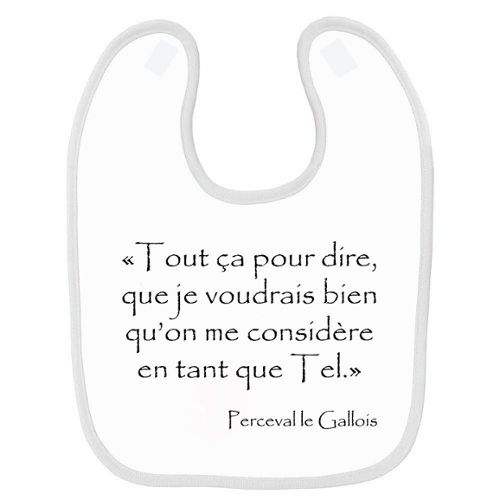 «Tout ça pour dire,
que je voudrais bien
qu'on me considère
en tant que Tel.»
Perceval le Gallois